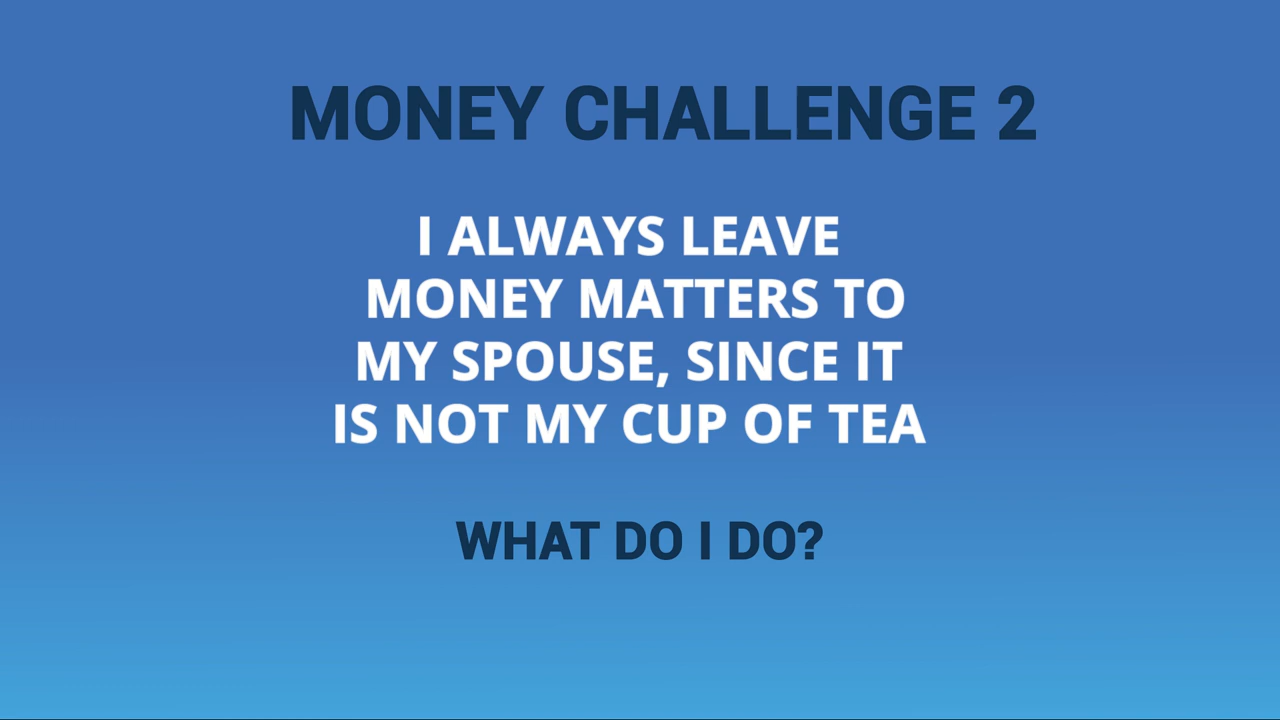 MONEY CHALLENGE 2
I ALWAYS LEAVE
MONEY MATTERS TO
MY SPOUSE, SINCE IT
IS NOT MY CUP OF TEA
WHAT DO I DO?